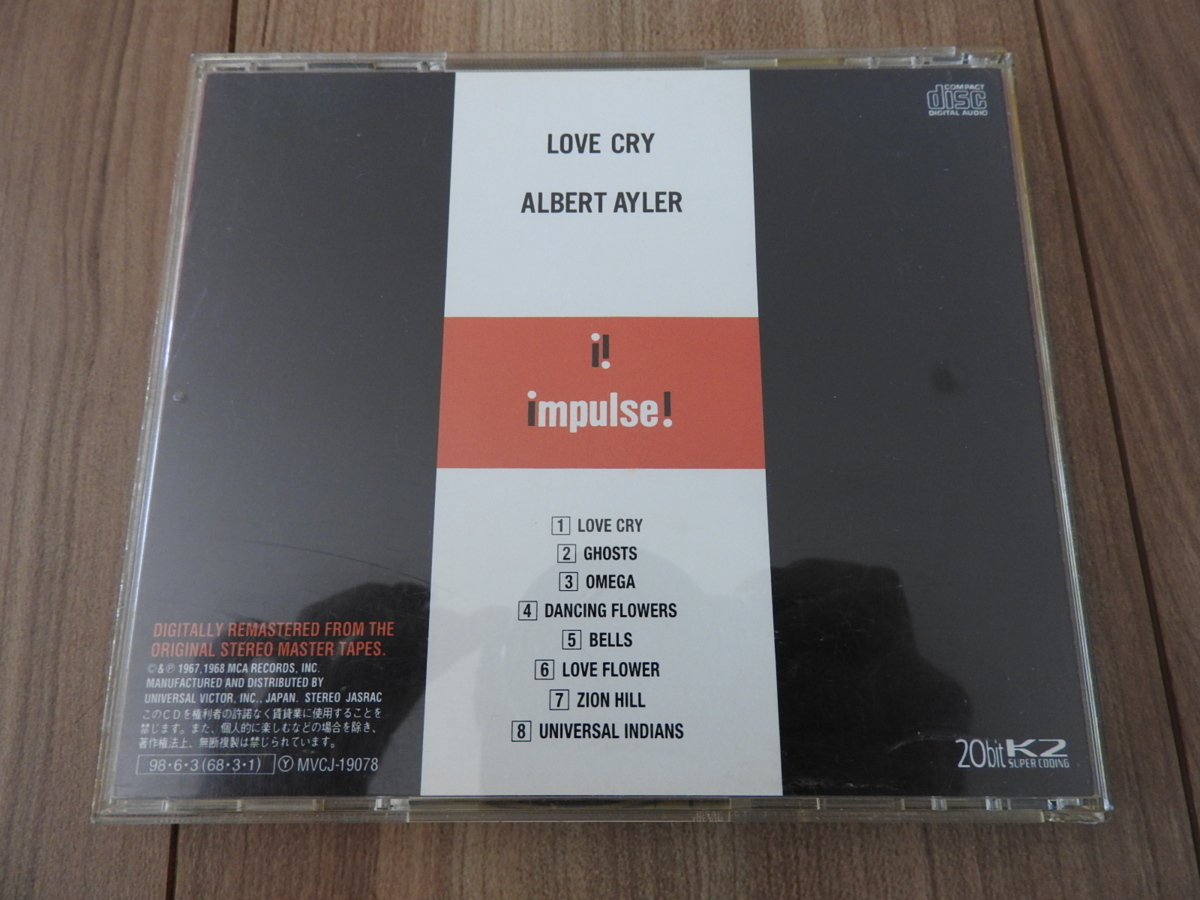 COMPACT
disc
DIGITAL AUDIO
LOVE CRY
ALBERT AYLER
i!
impulse!
1 LOVE CRY
2 GHOSTS
3 OMEGA
4 DANCING FLOWERS
5 BELLS
6 LOVE FLOWER
7 ZION HILL
8 UNIVERSAL INDIANS
DIGITALLY REMASTERED FROM THE
ORIGINAL STEREO MASTER TAPES.
©&℗ 1967,1968 MCA RECORDS, INC.
MANUFACTURED AND DISTRIBUTED BY
UNIVERSAL VICTOR, INC., JAPAN. STEREO JASRAC
このCDを権利者の許諾なく賃貸業に使用することを
禁じます。また、個人的に楽しむなどの場合を除き、
著作権法上、無断複製は禁じられています。
98・6・3(68・3・1) Ⓨ MVCJ-19078
20bit K2
SUPER CODING